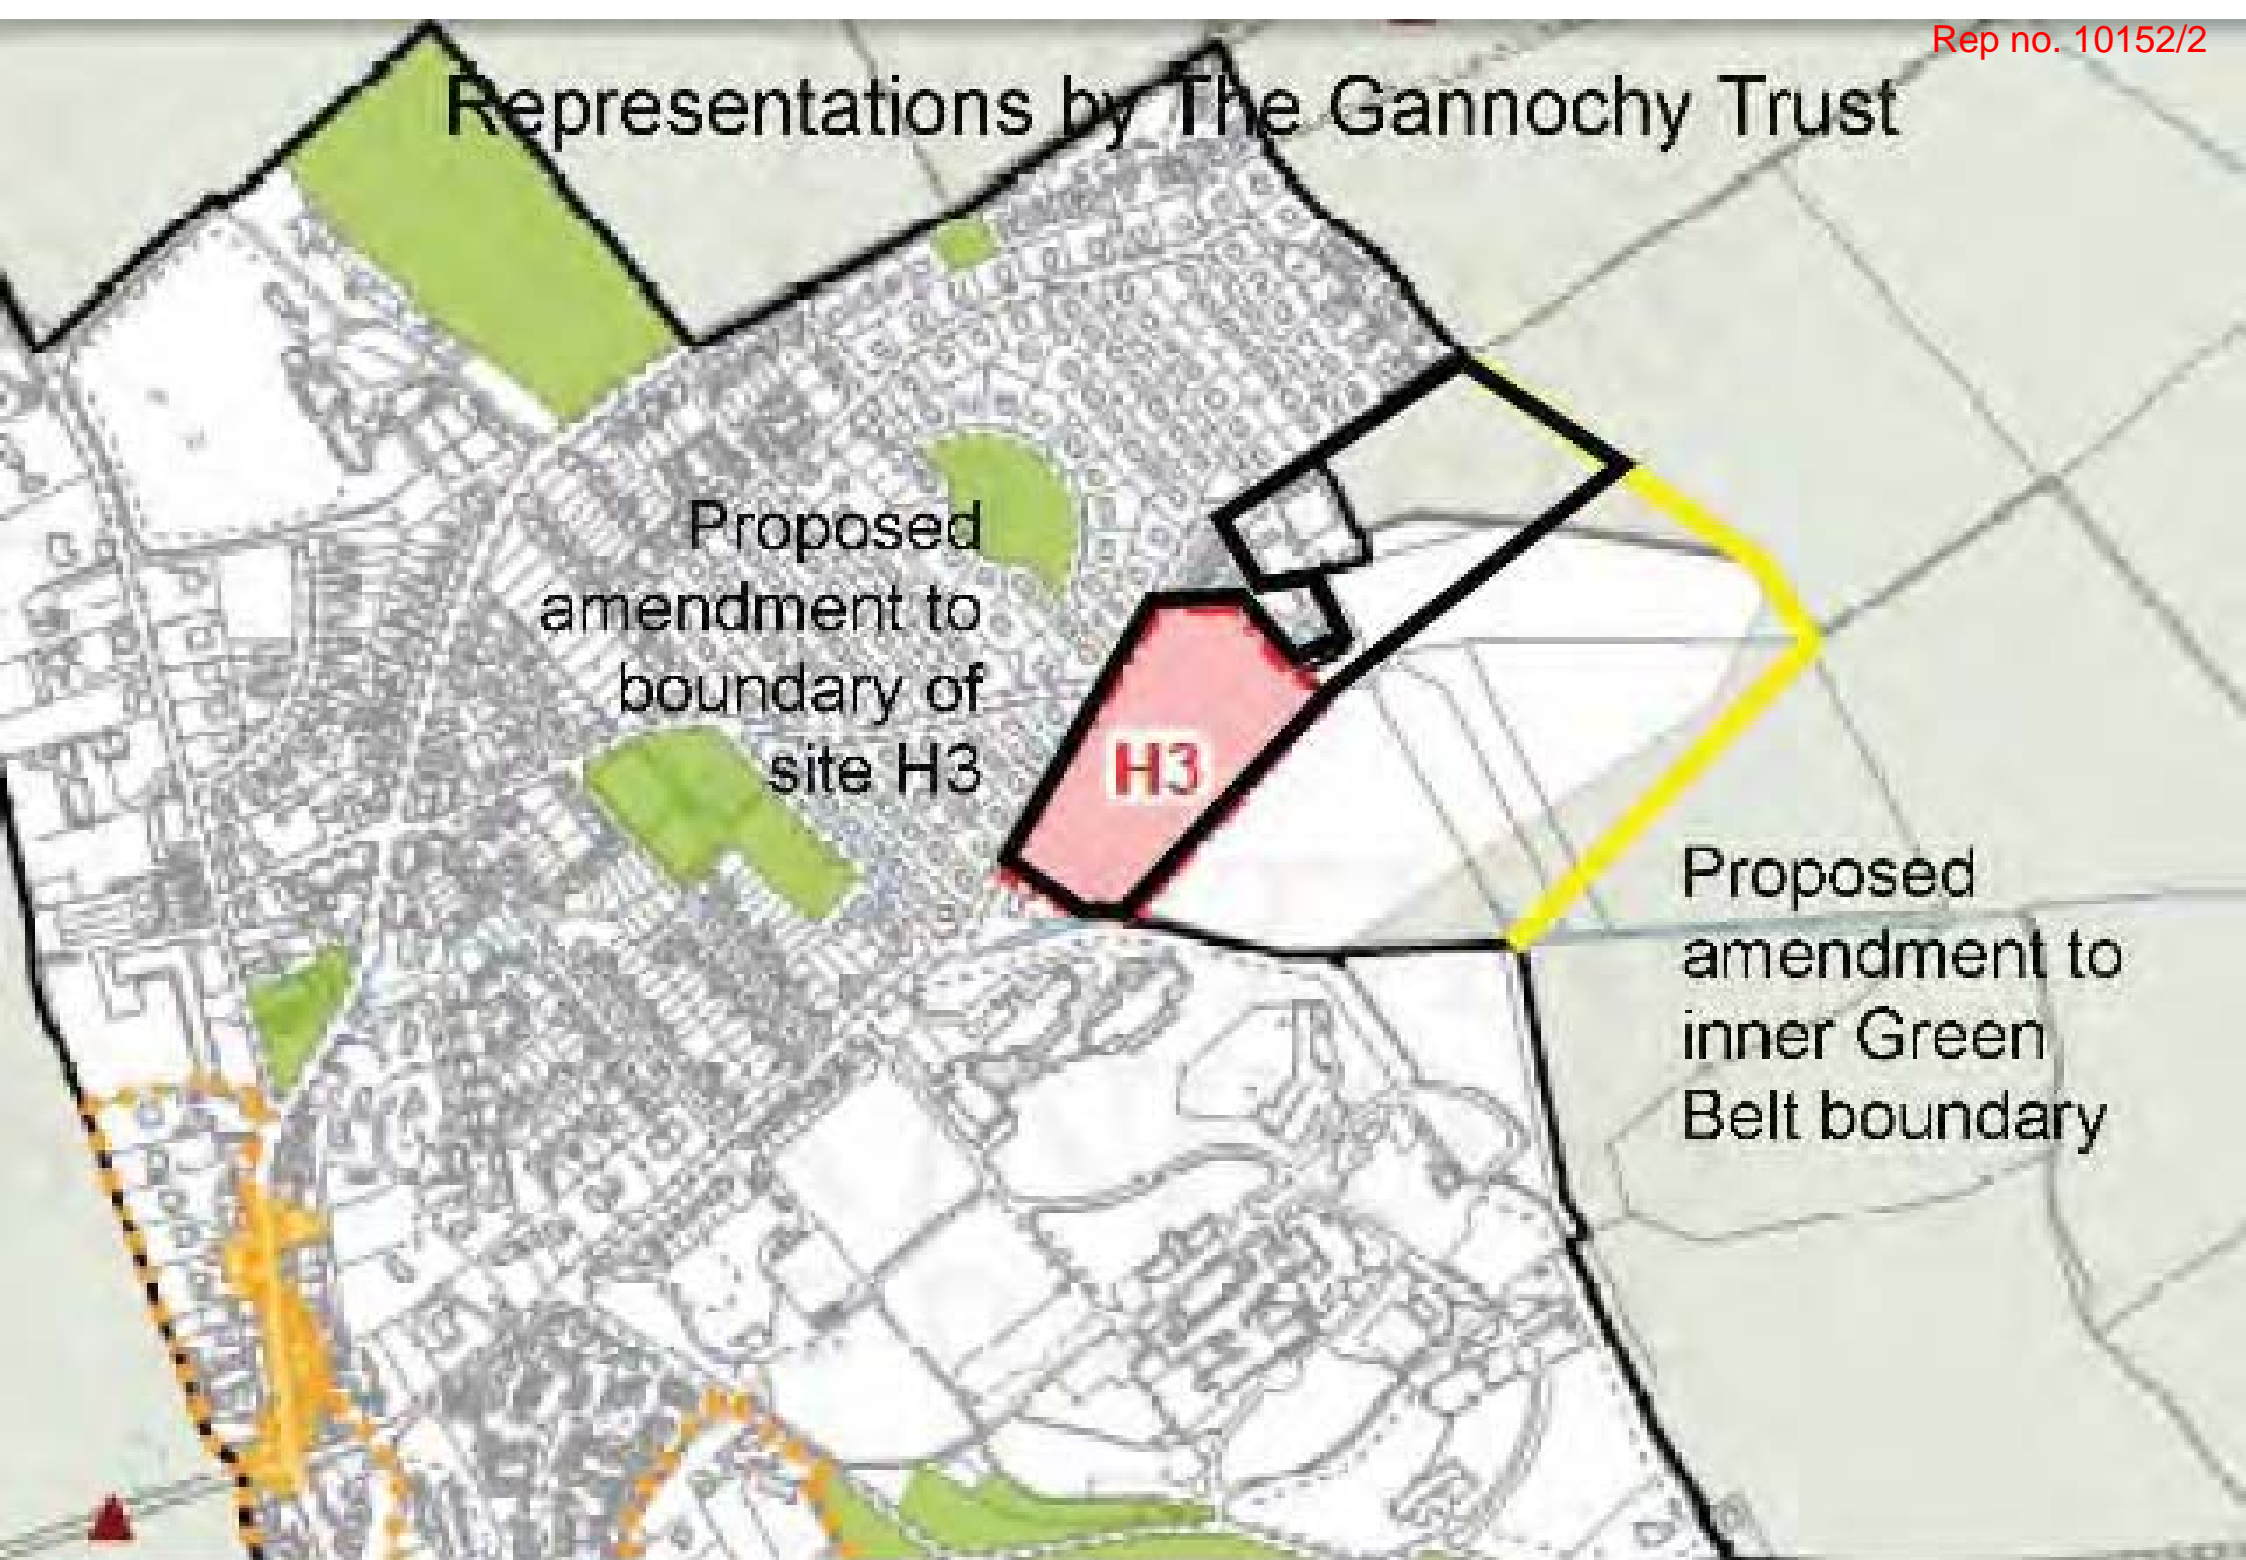 Rep no. 10152/2
Representations by The Gannochy Trust
Proposed
amendment to
boundary of
site H3
H3
Proposed
amendment to
inner Green
Belt boundary